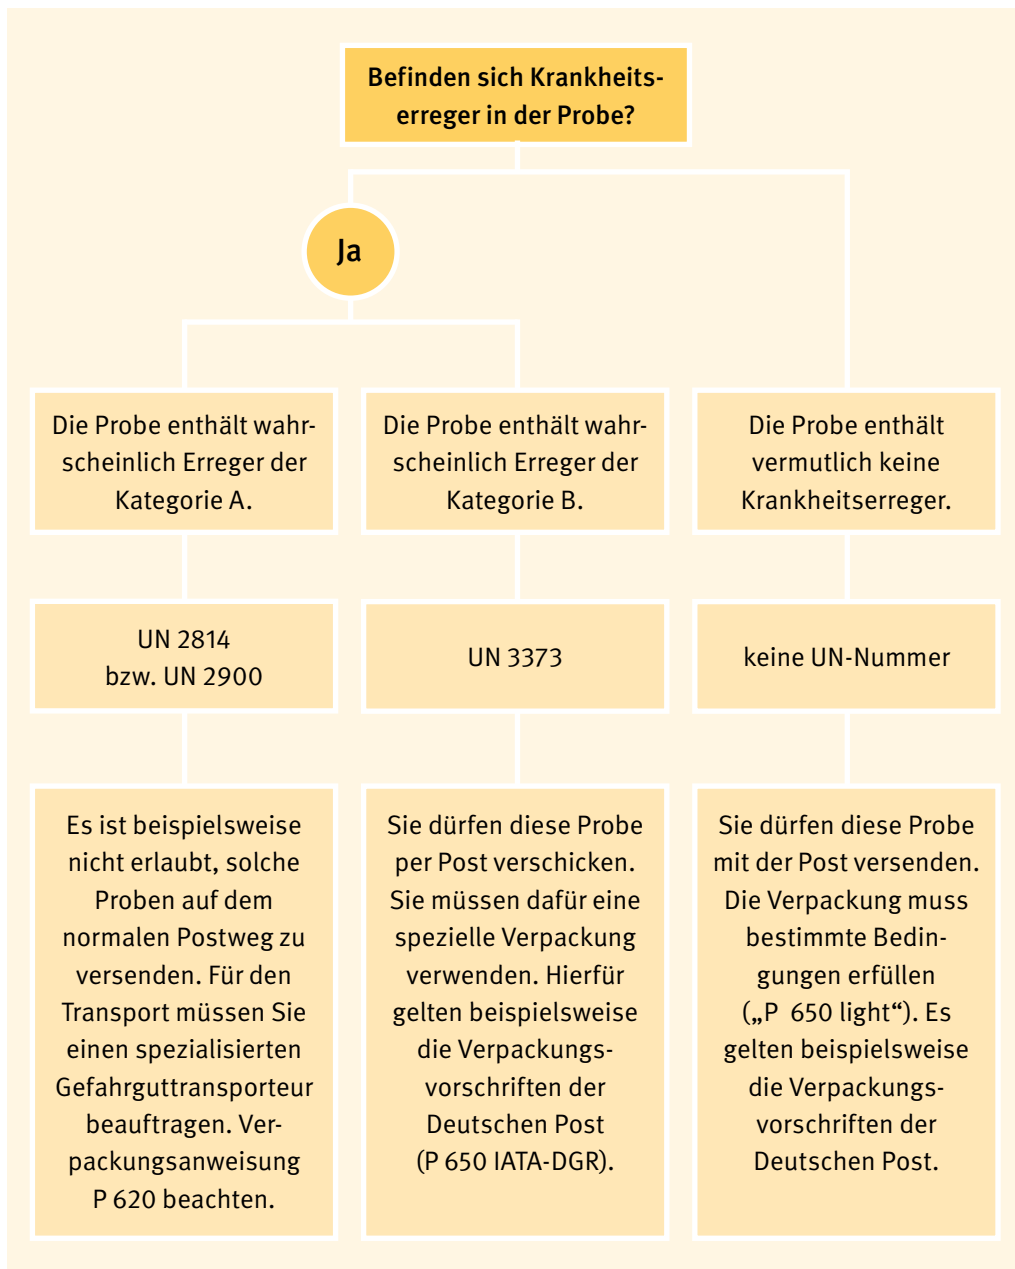 Befinden sich Krankheits-
erreger in der Probe?
Ja
Die Probe enthält wahr-
scheinlich Erreger der
Kategorie A.
Die Probe enthält wahr-
scheinlich Erreger der
Kategorie B.
Die Probe enthält
vermutlich keine
Krankheitserreger.
UN 2814
bzw. UN 2900
UN 3373
keine UN-Nummer
Es ist beispielsweise
nicht erlaubt, solche
Proben auf dem
normalen Postweg zu
versenden. Für den
Transport müssen Sie
einen spezialisierten
Gefahrguttransporteur
beauftragen. Ver-
packungsanweisung
P 620 beachten.
Sie dürfen diese Probe
per Post verschicken.
Sie müssen dafür eine
spezielle Verpackung
verwenden. Hierfür
gelten beispielsweise
die Verpackungs-
vorschriften der
Deutschen Post
(P 650 IATA-DGR).
Sie dürfen diese Probe
mit der Post versenden.
Die Verpackung muss
bestimmte Bedin-
gungen erfüllen
(„P 650 light“). Es
gelten beispielsweise
die Verpackungs-
vorschriften der
Deutschen Post.